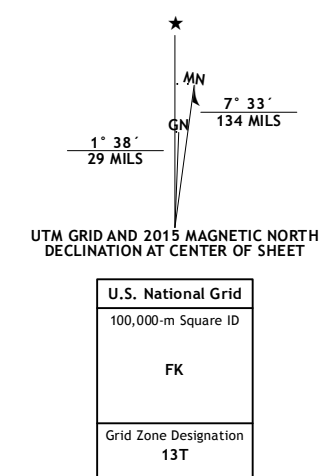 ★
MN
7° 33´
134 MILS
GN
1° 38´
29 MILS
UTM GRID AND 2015 MAGNETIC NORTH
DECLINATION AT CENTER OF SHEET
U.S. National Grid
100,000-m Square ID
FK
Grid Zone Designation
13T